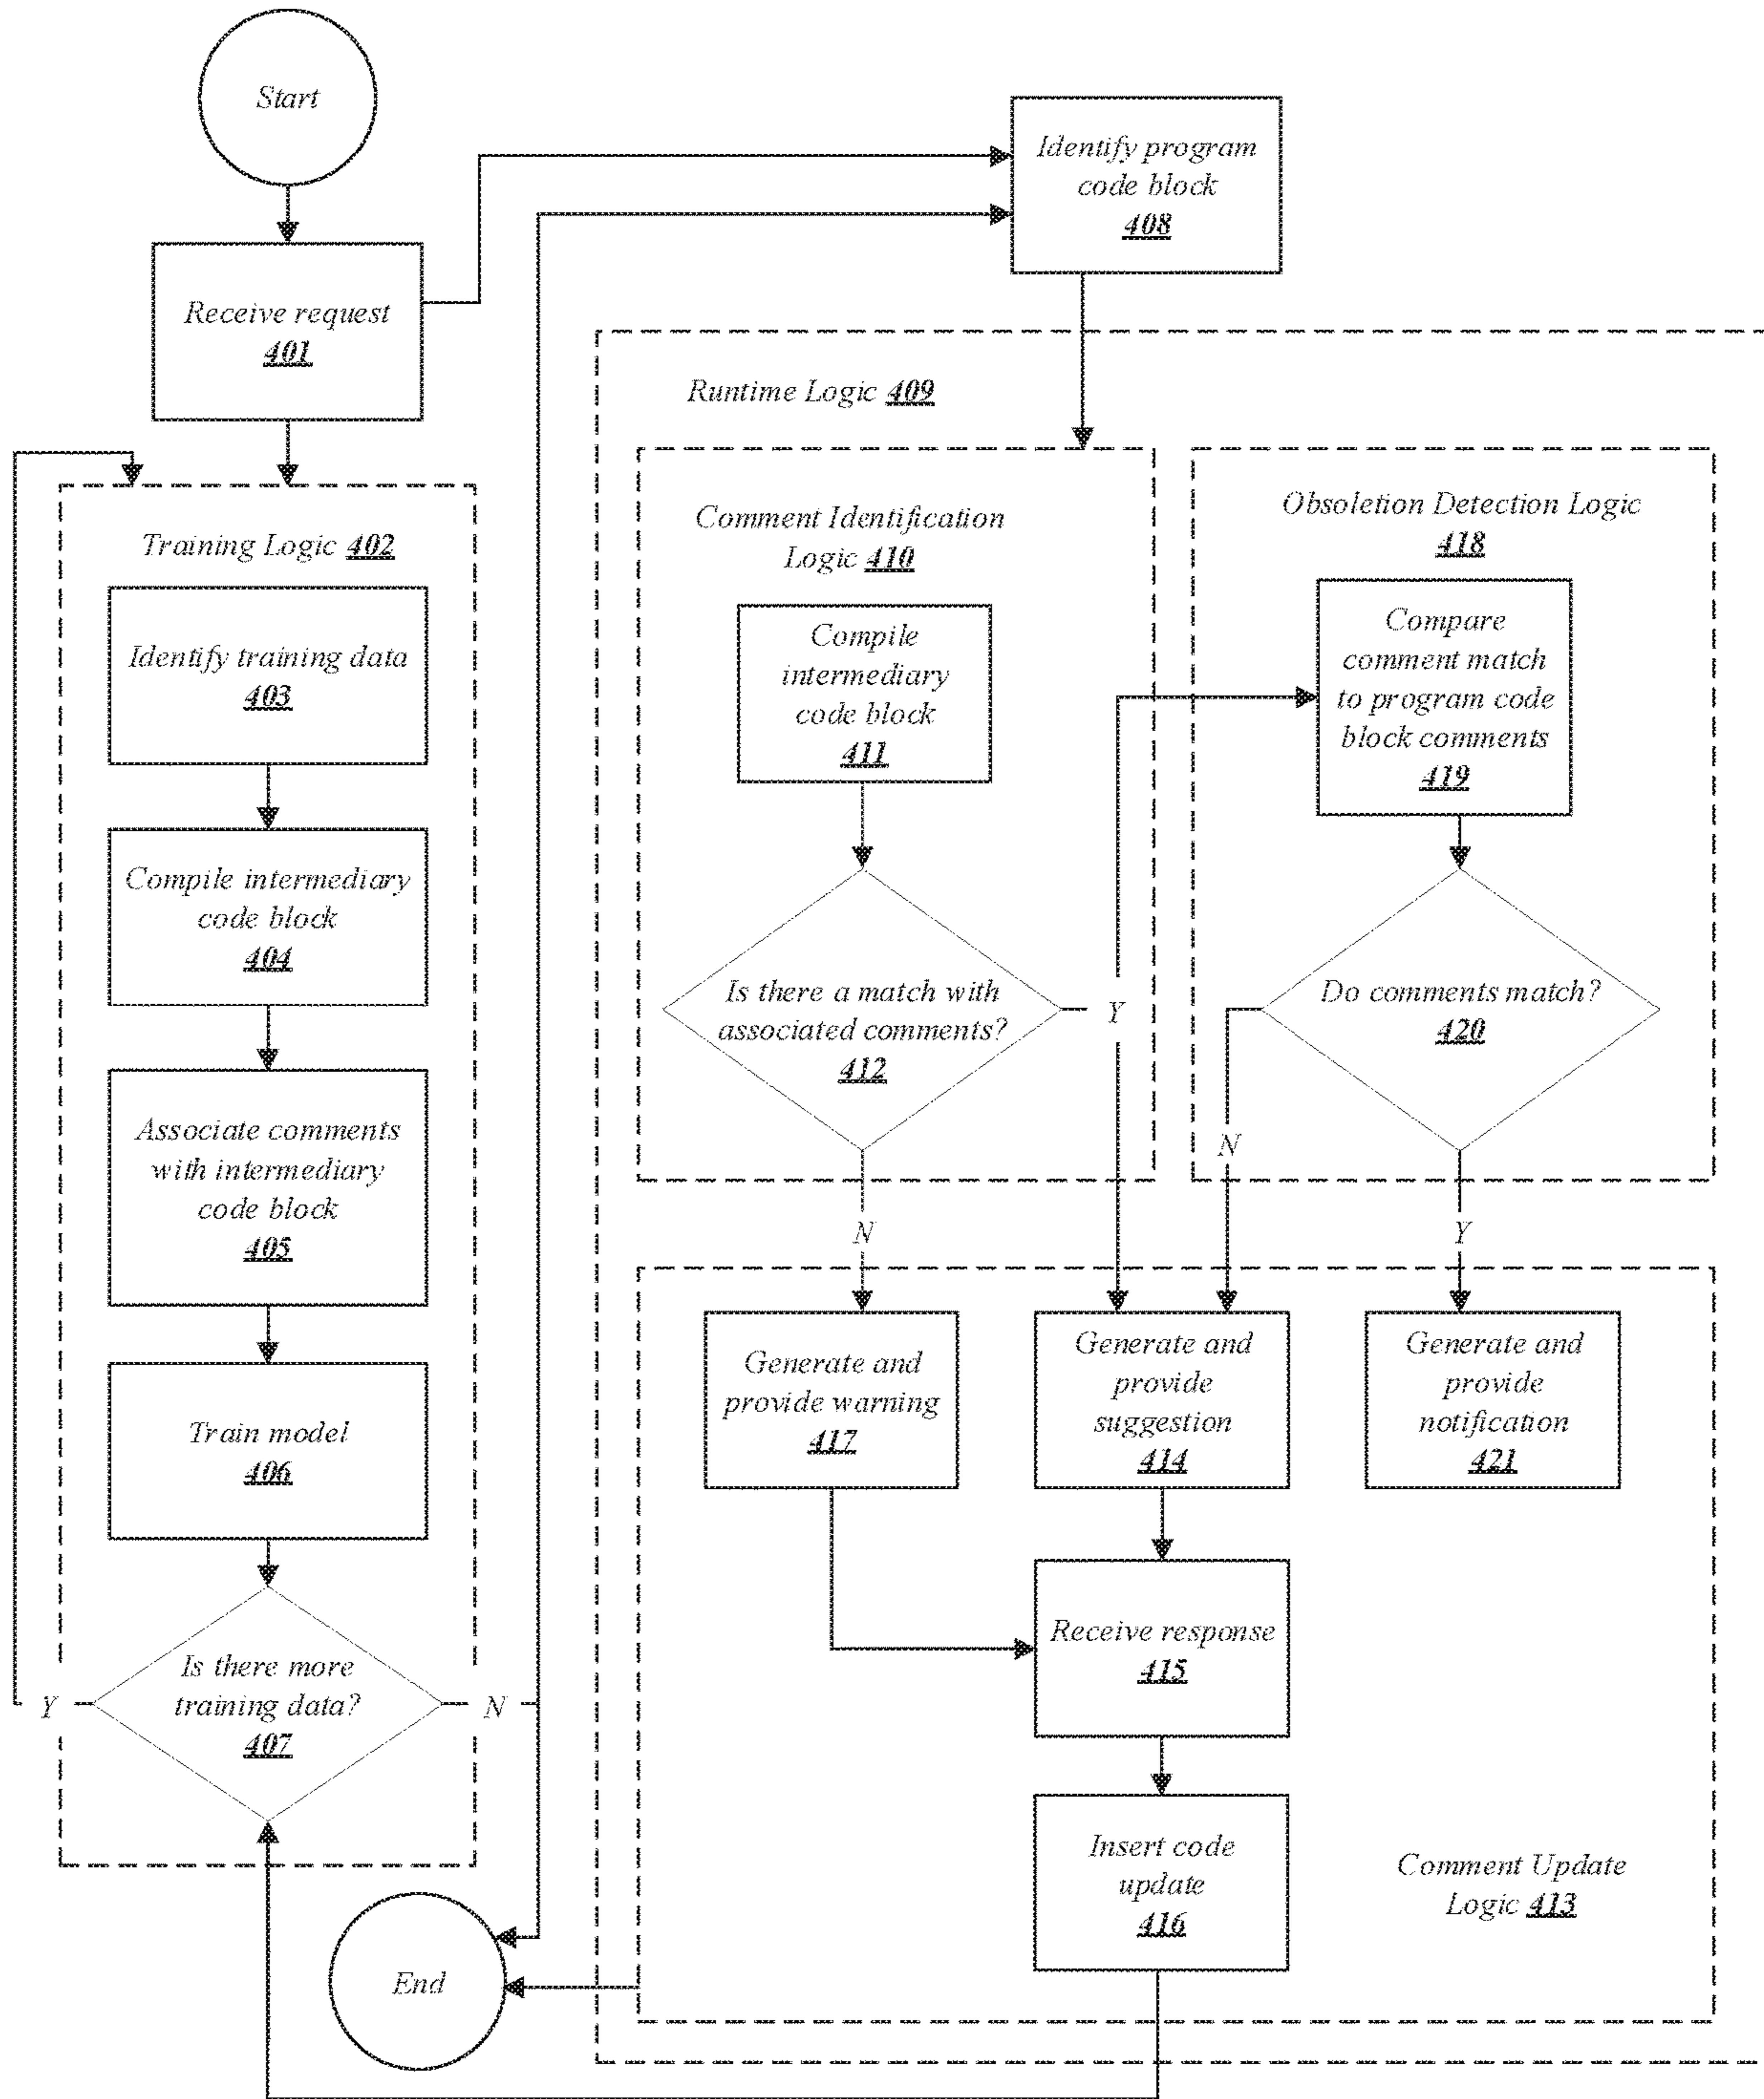 Start
Receive request
401
Training Logic 402
Identify training data
403
Compile intermediary
code block
404
Associate comments
with intermediary
code block
405
Train model
406
Is there more
training data?
407
Y
N
End
Identify program
code block
408
Runtime Logic 409
Comment Identification
Logic 410
Compile
intermediary
code block
411
Is there a match with
associated comments?
412
Y
N
Obsoletion Detection Logic
418
Compare
comment match
to program code
block comments
419
Do comments match?
420
N
Y
Generate and
provide warning
417
Generate and
provide
suggestion
414
Generate and
provide
notification
421
Receive response
415
Insert code
update
416
Comment Update
Logic 413